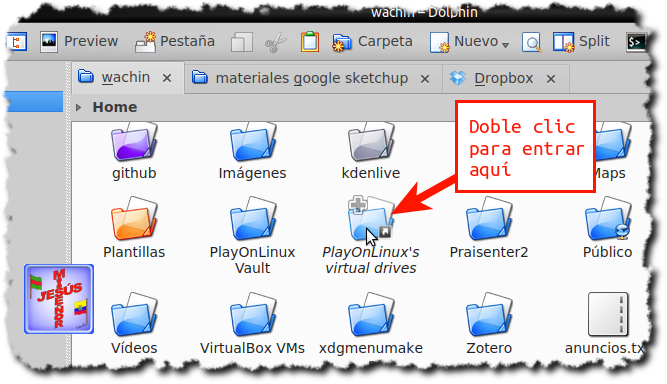 wachin – Dolphin
Preview Pestaña Carpeta Nuevo Split
wachin materiales google sketchup Dropbox
Home
Doble clic
para entrar
aquí
github Imágenes kdenlive Maps
Plantillas PlayOnLinux PlayOnLinux's Praisenter2 Público
Vault virtual drives
MI SEÑOR
JESÚS
Vídeos VirtualBox VMs xdgmenumake Zotero anuncios.tx